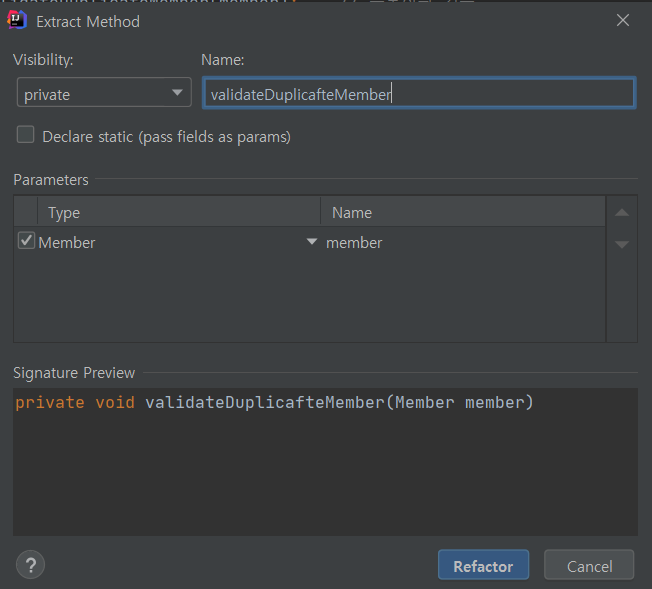 Extract Method
Visibility:
Name:
private
validateDuplicafteMember
Declare static (pass fields as params)
Parameters
Type
Name
Member
member
Signature Preview
private void validateDuplicafteMember(Member member)
?
Refactor
Cancel